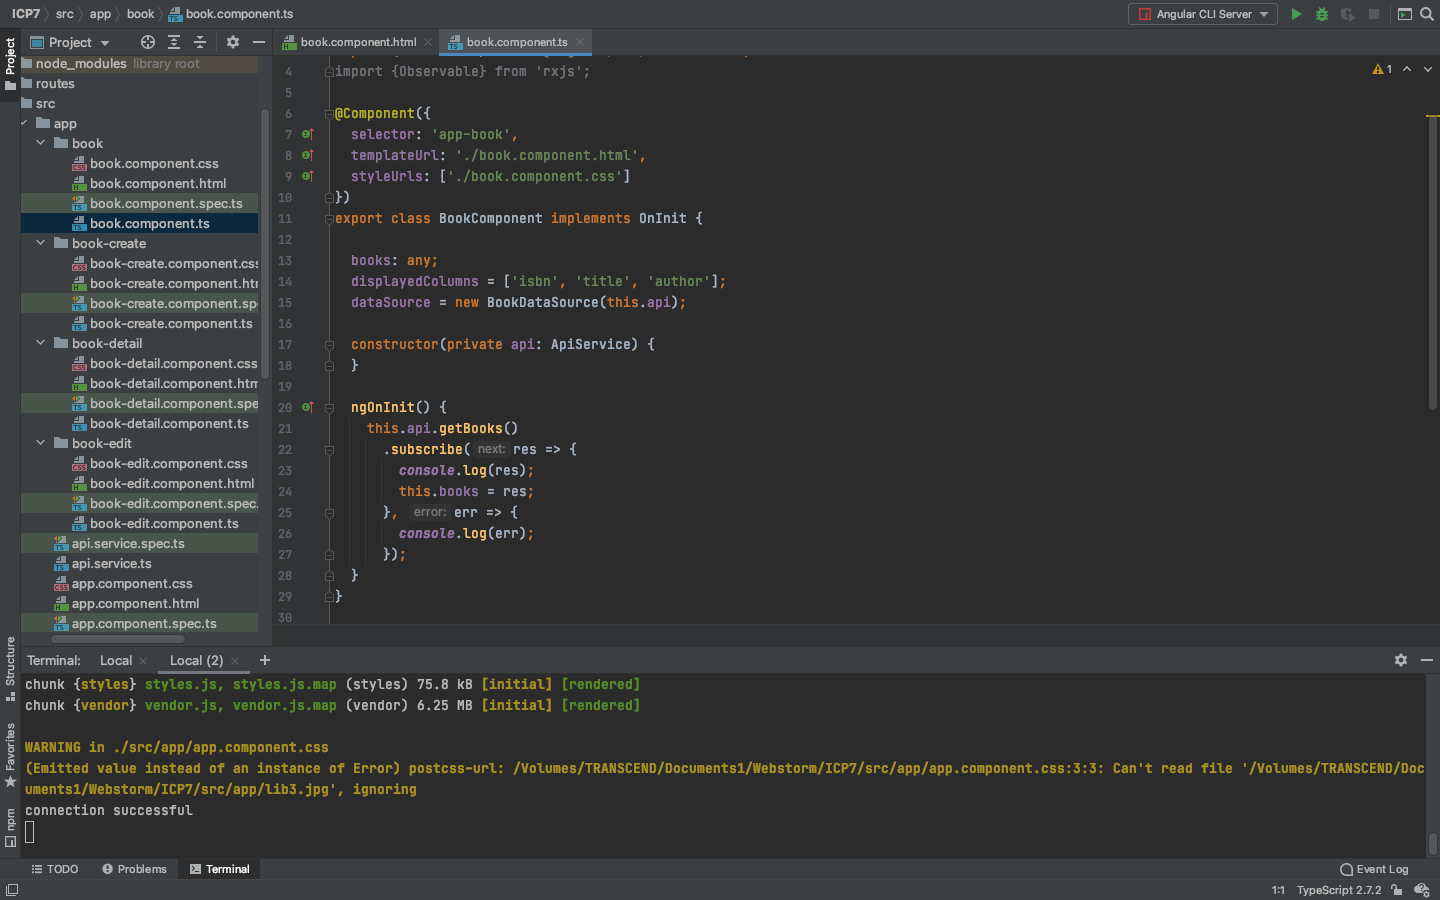 ICP7 src app book book.component.ts
Angular CLI Server
Project
Project
book.component.html
book.component.ts
node_modules library root
routes
src
app
book
book.component.css
book.component.html
book.component.spec.ts
book.component.ts
book-create
book-create.component.css
book-create.component.htm
book-create.component.spe
book-create.component.ts
book-detail
book-detail.component.css
book-detail.component.htm
book-detail.component.spe
book-detail.component.ts
book-edit
book-edit.component.css
book-edit.component.html
book-edit.component.spec.
book-edit.component.ts
api.service.spec.ts
api.service.ts
app.component.css
app.component.html
app.component.spec.ts
1
4 import {Observable} from 'rxjs';
5
6 @Component({
7 selector: 'app-book',
8 templateUrl: './book.component.html',
9 styleUrls: ['./book.component.css']
10 })
11 export class BookComponent implements OnInit {
12
13 books: any;
14 displayedColumns = ['isbn', 'title', 'author'];
15 dataSource = new BookDataSource(this.api);
16
17 constructor(private api: ApiService) {
18 }
19
20 ngOnInit() {
21 this.api.getBooks()
22 .subscribe( next: res => {
23 console.log(res);
24 this.books = res;
25 }, error: err => {
26 console.log(err);
27 });
28 }
29 }
30
Structure
Favorites
npm
Terminal: Local Local (2)
chunk {styles} styles.js, styles.js.map (styles) 75.8 kB [initial] [rendered]
chunk {vendor} vendor.js, vendor.js.map (vendor) 6.25 MB [initial] [rendered]
WARNING in ./src/app/app.component.css
(Emitted value instead of an instance of Error) postcss-url: /Volumes/TRANSCEND/Documents1/Webstorm/ICP7/src/app/app.component.css:3:3: Can't read file '/Volumes/TRANSCEND/Doc
uments1/Webstorm/ICP7/src/app/lib3.jpg', ignoring
connection successful
TODO Problems Terminal Event Log
1:1 TypeScript 2.7.2